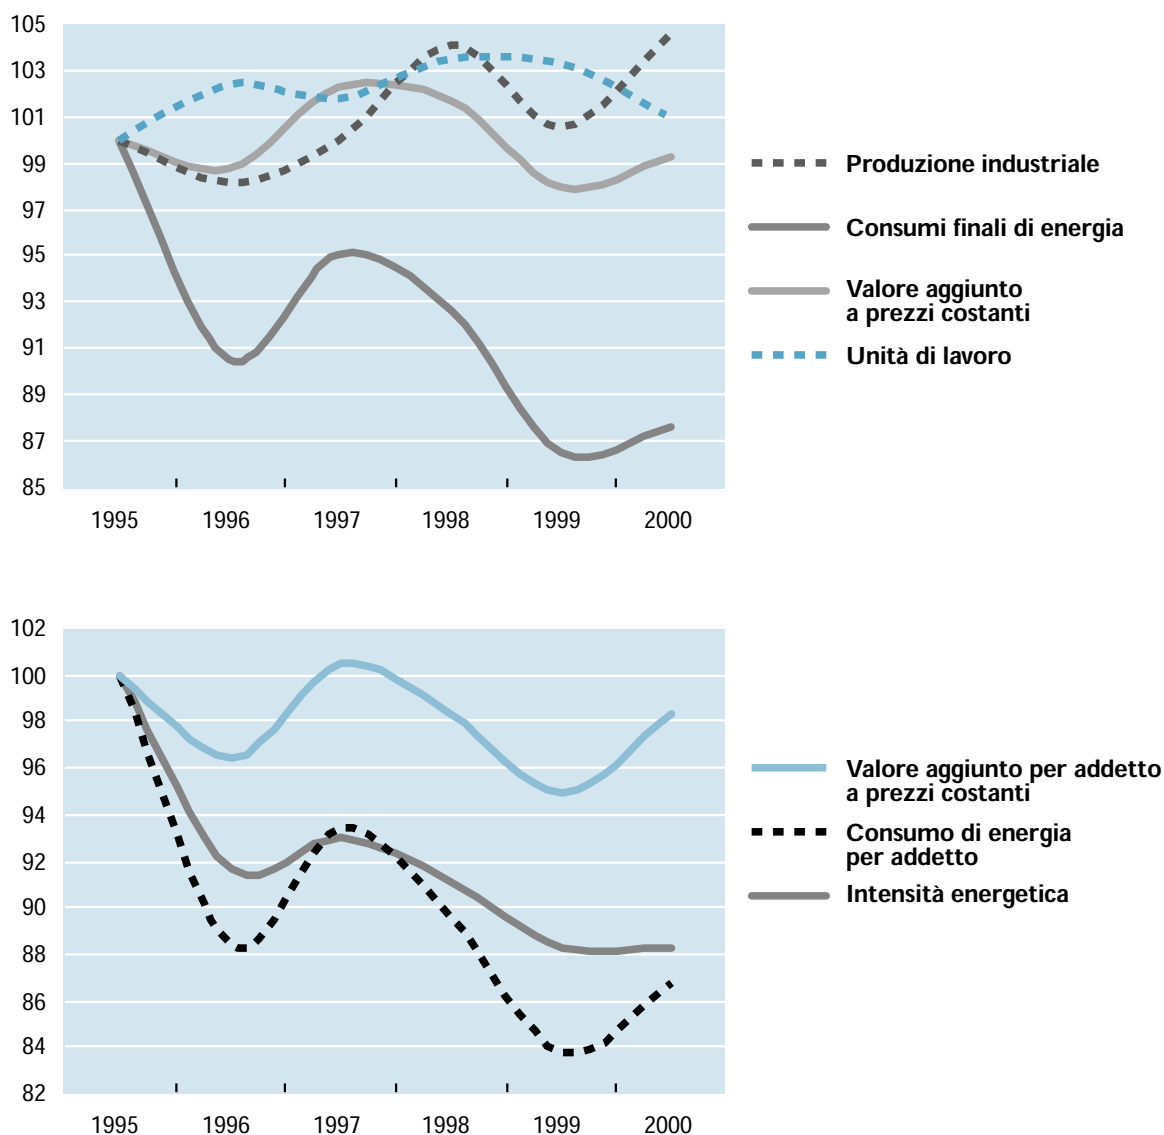 105
103
101
99
97
95
93
91
89
87
85
1995 1996 1997 1998 1999 2000
Produzione industriale
Consumi finali di energia
Valore aggiunto
a prezzi costanti
Unità di lavoro
102
100
98
96
94
92
90
88
86
84
82
1995 1996 1997 1998 1999 2000
Valore aggiunto per addetto
a prezzi costanti
Consumo di energia
per addetto
Intensità energetica